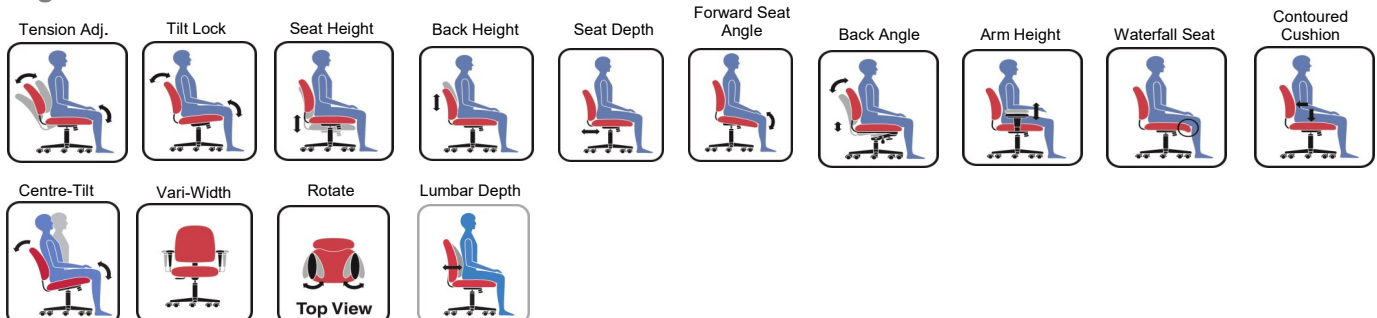 Tension Adj.
Tilt Lock
Seat Height
Back Height
Seat Depth
Forward Seat
Angle
Back Angle
Arm Height
Waterfall Seat
Contoured
Cushion
Centre-Tilt
Vari-Width
Rotate
Lumbar Depth
Top View